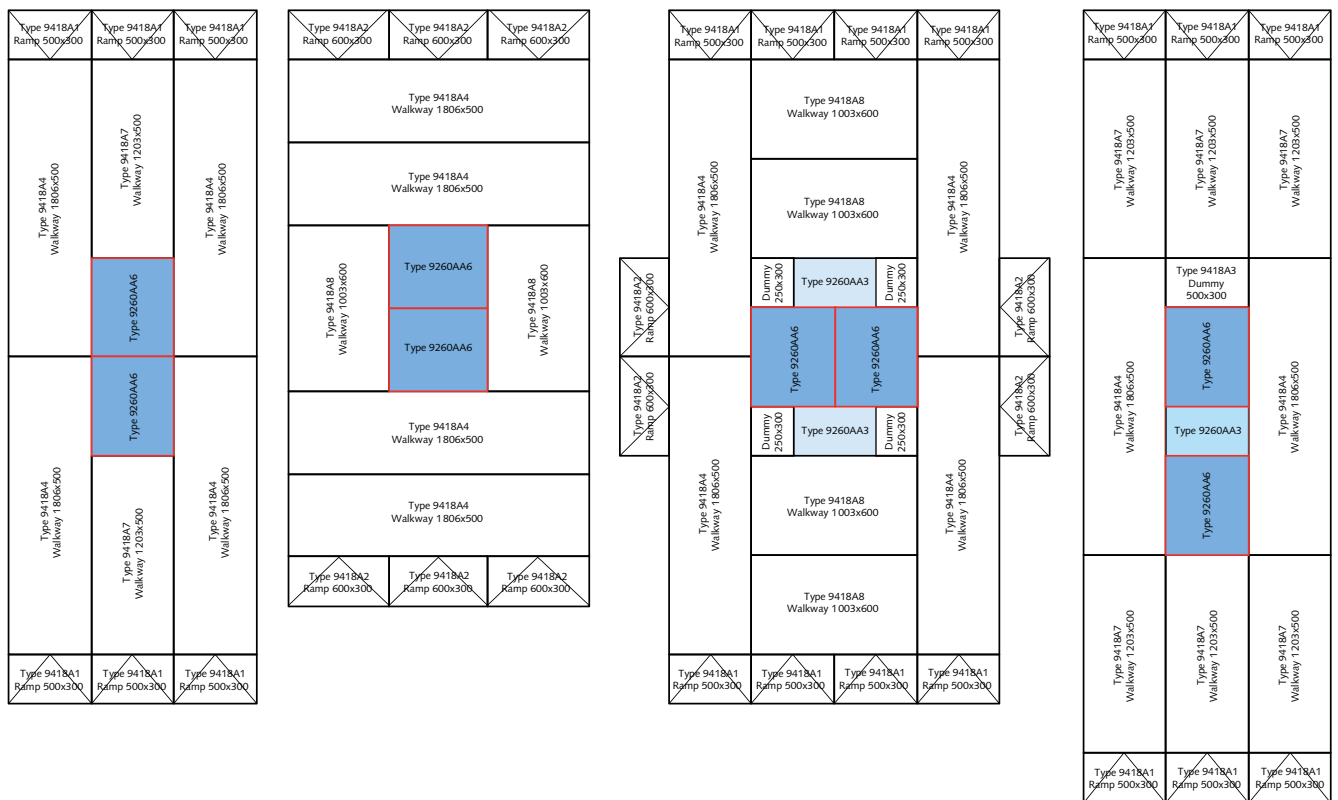 Type 9418A1
Ramp 500x300
Type 9418A1
Ramp 500x300
Type 9418A1
Ramp 500x300
Type 9418A4
Walkway 1806x500
Type 9418A7
Walkway 1203x500
Type 9418A4
Walkway 1806x500
Type 9260AA6
Type 9260AA6
Type 9418A4
Walkway 1806x500
Type 9418A7
Walkway 1203x500
Type 9418A4
Walkway 1806x500
Type 9418A1
Ramp 500x300
Type 9418A1
Ramp 500x300
Type 9418A1
Ramp 500x300
Type 9418A2
Ramp 600x300
Type 9418A2
Ramp 600x300
Type 9418A2
Ramp 600x300
Type 9418A4
Walkway 1806x500
Type 9418A4
Walkway 1806x500
Type 9418A8
Walkway 1003x600
Type 9260AA6
Type 9260AA6
Type 9418A8
Walkway 1003x600
Type 9418A4
Walkway 1806x500
Type 9418A4
Walkway 1806x500
Type 9418A2
Ramp 600x300
Type 9418A2
Ramp 600x300
Type 9418A2
Ramp 600x300
Type 9418A1
Ramp 500x300
Type 9418A1
Ramp 500x300
Type 9418A1
Ramp 500x300
Type 9418A1
Ramp 500x300
Type 9418A4
Walkway 1806x500
Type 9418A8
Walkway 1003x600
Type 9418A8
Walkway 1003x600
Type 9418A4
Walkway 1806x500
Type 9418A2
Ramp 600x300
Dummy
250x300
Type 9260AA3
Dummy
250x300
Type 9418A2
Ramp 600x300
Type 9260AA6
Type 9260AA6
Type 9418A2
Ramp 600x300
Dummy
250x300
Type 9260AA3
Dummy
250x300
Type 9418A2
Ramp 600x300
Type 9418A4
Walkway 1806x500
Type 9418A8
Walkway 1003x600
Type 9418A8
Walkway 1003x600
Type 9418A4
Walkway 1806x500
Type 9418A1
Ramp 500x300
Type 9418A1
Ramp 500x300
Type 9418A1
Ramp 500x300
Type 9418A1
Ramp 500x300
Type 9418A1
Ramp 500x300
Type 9418A1
Ramp 500x300
Type 9418A1
Ramp 500x300
Type 9418A7
Walkway 1203x500
Type 9418A7
Walkway 1203x500
Type 9418A7
Walkway 1203x500
Type 9418A4
Walkway 1806x500
Type 9418A3
Dummy
500x300
Type 9260AA6
Type 9260AA3
Type 9260AA6
Type 9418A4
Walkway 1806x500
Type 9418A7
Walkway 1203x500
Type 9418A7
Walkway 1203x500
Type 9418A7
Walkway 1203x500
Type 9418A1
Ramp 500x300
Type 9418A1
Ramp 500x300
Type 9418A1
Ramp 500x300